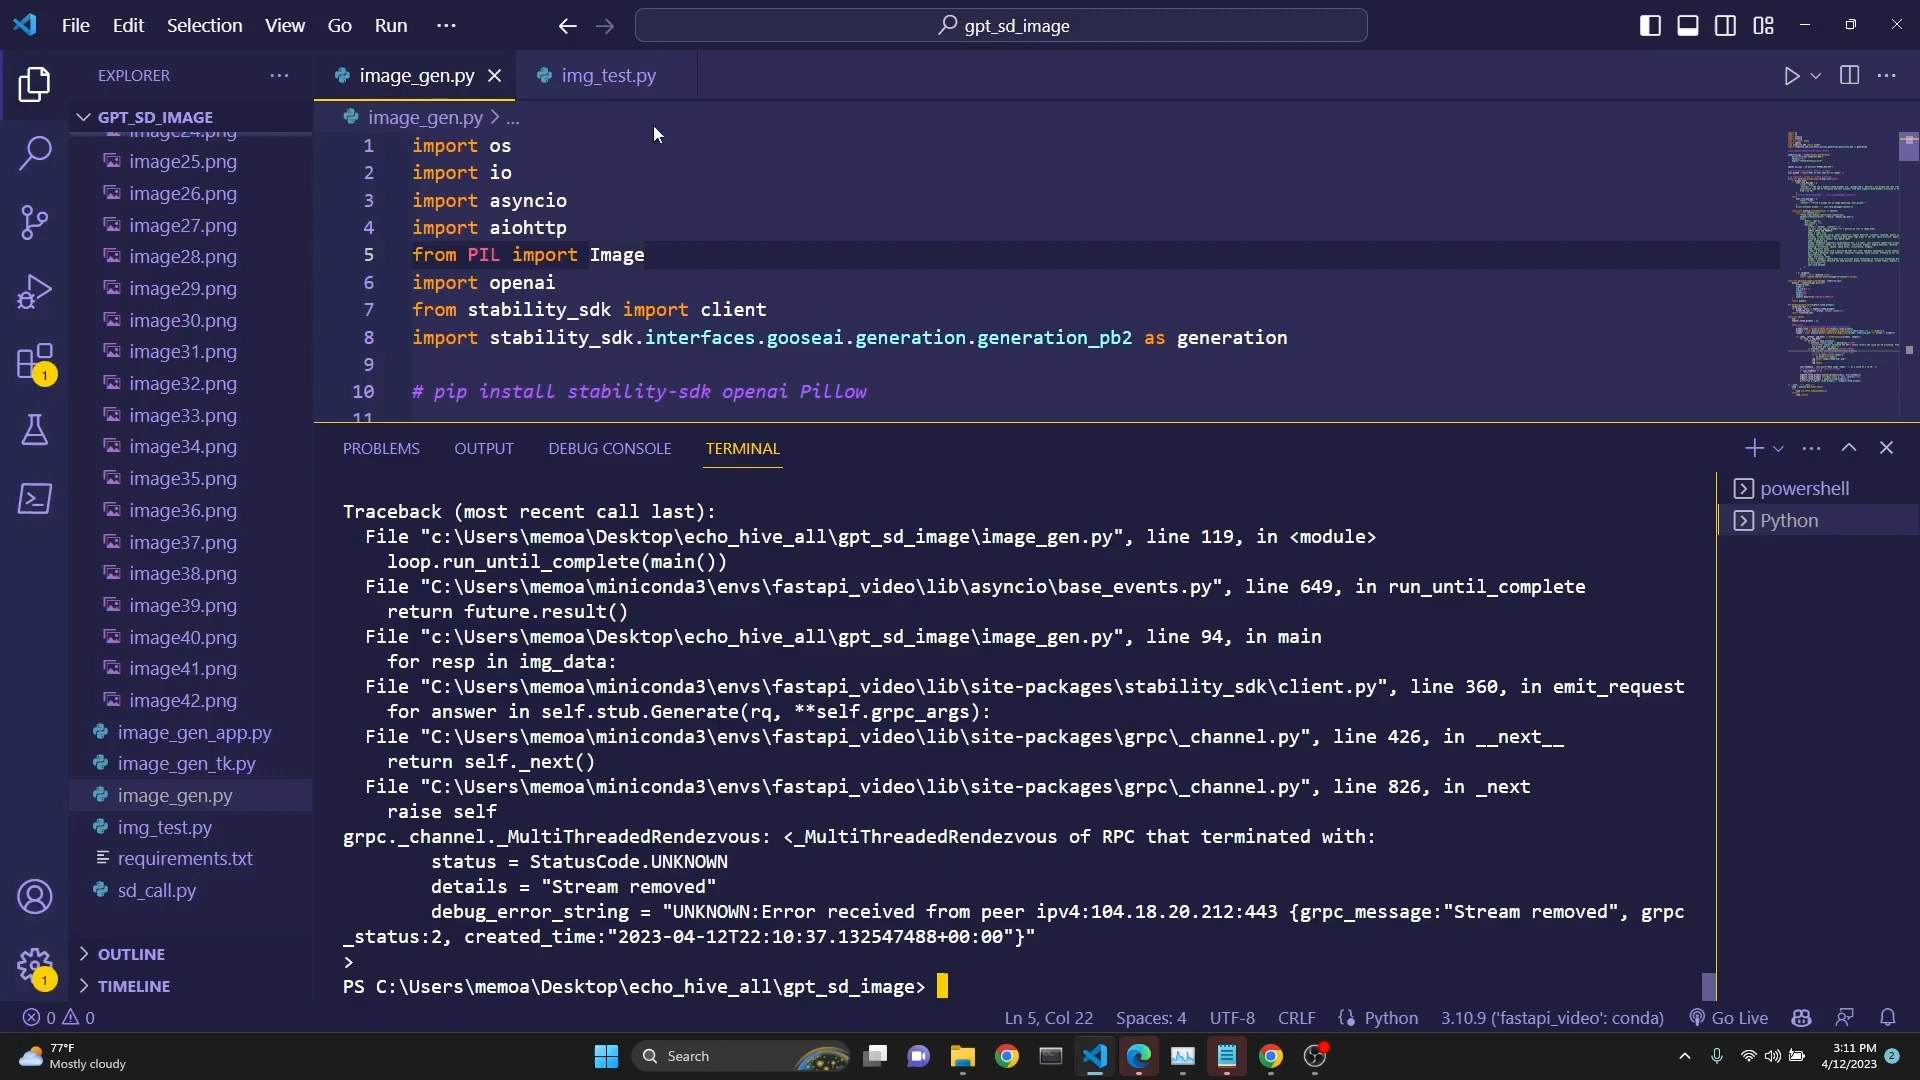 File Edit Selection View Go Run ··· gpt_sd_image
EXPLORER ···
GPT_SD_IMAGE
image24.png
image25.png
image26.png
image27.png
image28.png
image29.png
image30.png
image31.png
image32.png
image33.png
image34.png
image35.png
image36.png
image37.png
image38.png
image39.png
image40.png
image41.png
image42.png
image_gen_app.py
image_gen_tk.py
image_gen.py
img_test.py
requirements.txt
sd_call.py
OUTLINE
TIMELINE
1
1
image_gen.py img_test.py
image_gen.py > ...
1 import os
2 import io
3 import asyncio
4 import aiohttp
5 from PIL import Image
6 import openai
7 from stability_sdk import client
8 import stability_sdk.interfaces.gooseai.generation.generation_pb2 as generation
9
10 # pip install stability-sdk openai Pillow
11
PROBLEMS OUTPUT DEBUG CONSOLE TERMINAL
powershell
Python
Traceback (most recent call last):
File "c:\Users\memoa\Desktop\echo_hive_all\gpt_sd_image\image_gen.py", line 119, in <module>
loop.run_until_complete(main())
File "C:\Users\memoa\miniconda3\envs\fastapi_video\lib\asyncio\base_events.py", line 649, in run_until_complete
return future.result()
File "c:\Users\memoa\Desktop\echo_hive_all\gpt_sd_image\image_gen.py", line 94, in main
for resp in img_data:
File "C:\Users\memoa\miniconda3\envs\fastapi_video\lib\site-packages\stability_sdk\client.py", line 360, in emit_request
for answer in self.stub.Generate(rq, **self.grpc_args):
File "C:\Users\memoa\miniconda3\envs\fastapi_video\lib\site-packages\grpc\_channel.py", line 426, in __next__
return self._next()
File "C:\Users\memoa\miniconda3\envs\fastapi_video\lib\site-packages\grpc\_channel.py", line 826, in _next
raise self
grpc._channel._MultiThreadedRendezvous: <_MultiThreadedRendezvous of RPC that terminated with:
status = StatusCode.UNKNOWN
details = "Stream removed"
debug_error_string = "UNKNOWN:Error received from peer ipv4:104.18.20.212:443 {grpc_message:"Stream removed", grpc
_status:2, created_time:"2023-04-12T22:10:37.132547488+00:00"}"
>
PS C:\Users\memoa\Desktop\echo_hive_all\gpt_sd_image>
0 0 Ln 5, Col 22 Spaces: 4 UTF-8 CRLF Python 3.10.9 ('fastapi_video': conda) Go Live
77°F
Mostly cloudy
Search
3:11 PM
4/12/2023
2